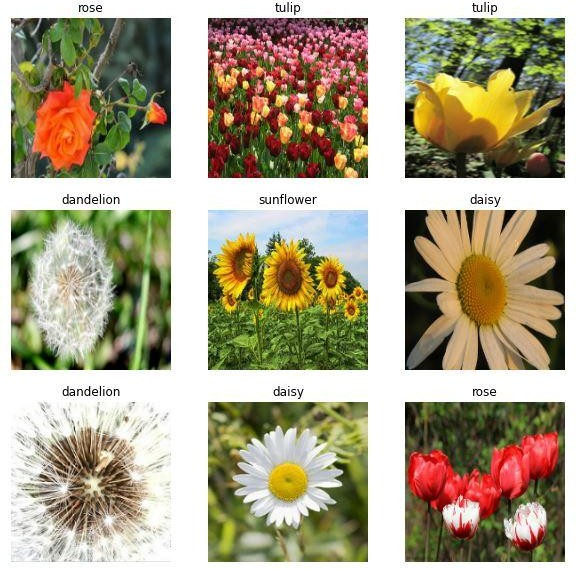 rose
tulip
tulip
dandelion
sunflower
daisy
dandelion
daisy
rose